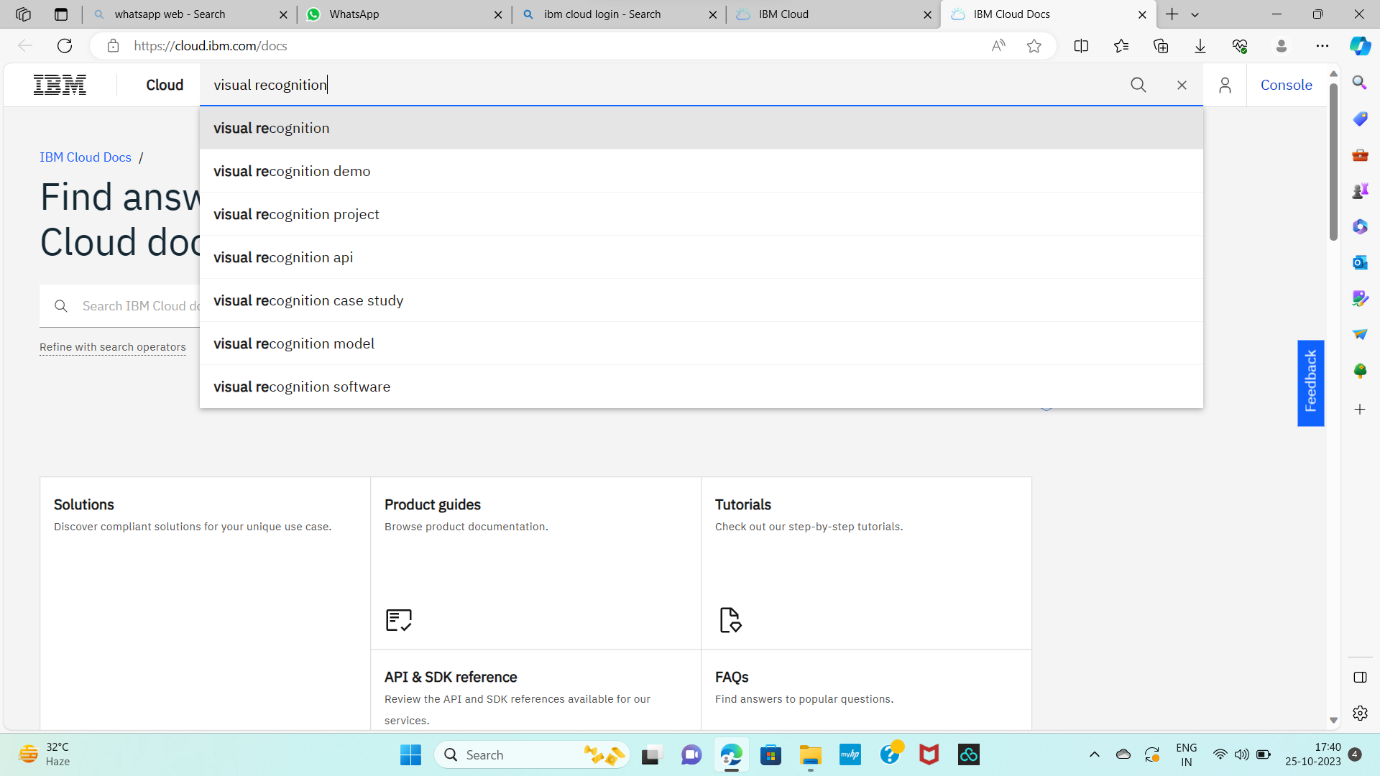 whatsapp web - Search
WhatsApp
ibm cloud login - Search
IBM Cloud
IBM Cloud Docs
https://cloud.ibm.com/docs
IBM
Cloud
visual recognition
Console
visual recognition
visual recognition demo
visual recognition project
visual recognition api
visual recognition case study
visual recognition model
visual recognition software
IBM Cloud Docs /
Find answ
Cloud doc
Search IBM Cloud do
Refine with search operators
Feedback
Solutions
Discover compliant solutions for your unique use case.
Product guides
Browse product documentation.
Tutorials
Check out our step-by-step tutorials.
API & SDK reference
Review the API and SDK references available for our
services.
FAQs
Find answers to popular questions.
32°C
Haze
Search
myhp
ENG
IN
17:40
25-10-2023
4